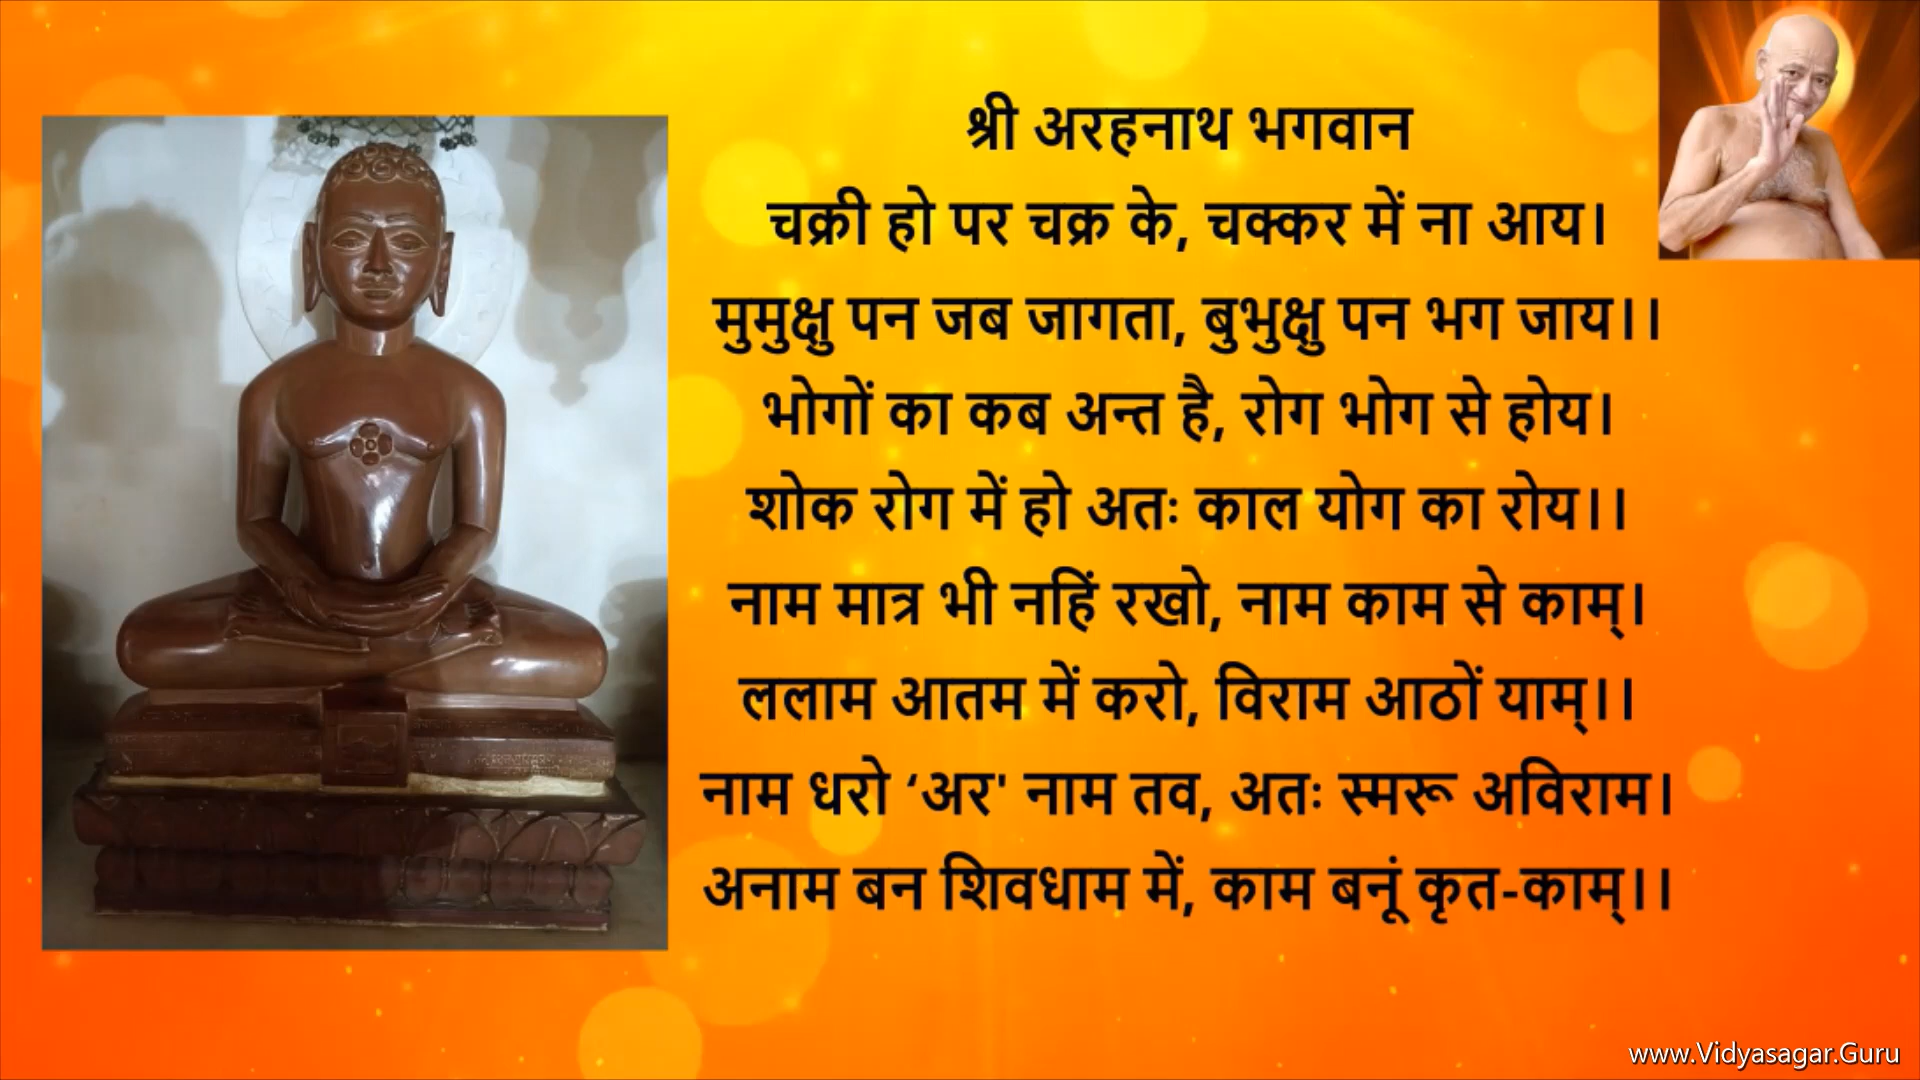 श्री अरहनाथ भगवान
चक्री हो पर चक्र के, चक्कर में ना आय।
मुमुक्षु पन जब जागता, बुभुक्षु पन भग जाय।।
भोगों का कब अन्त है, रोग भोग से होय।
शोक रोग में हो अतः काल योग का रोय।।
नाम मात्र भी नहिं रखो, नाम काम से काम्।
ललाम आतम में करो, विराम आठों याम्।।
नाम धरो ‘अर' नाम तव, अतः स्मरू अविराम।
अनाम बन शिवधाम में, काम बनूं कृत-काम्।।
www.Vidyasagar.Guru